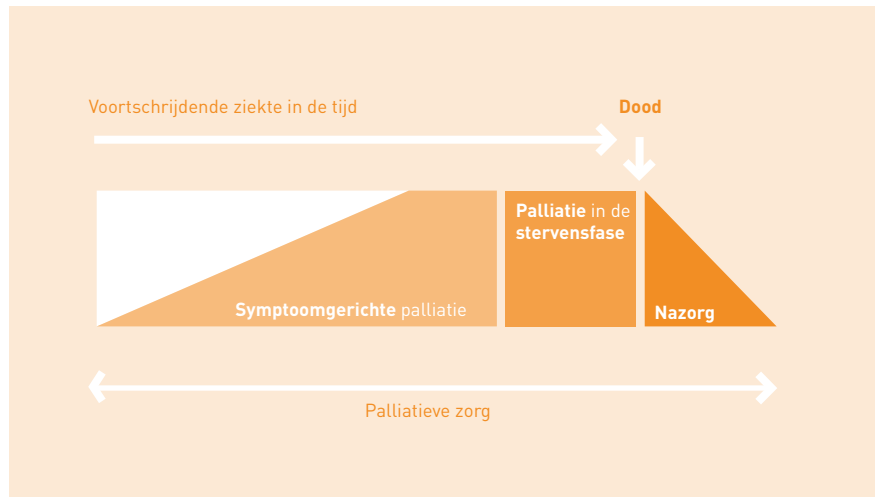 Voortschrijdende ziekte in de tijd
Dood
Palliatie in de
stervensfase
Symptoomgerichte palliatie
Nazorg
Palliatieve zorg